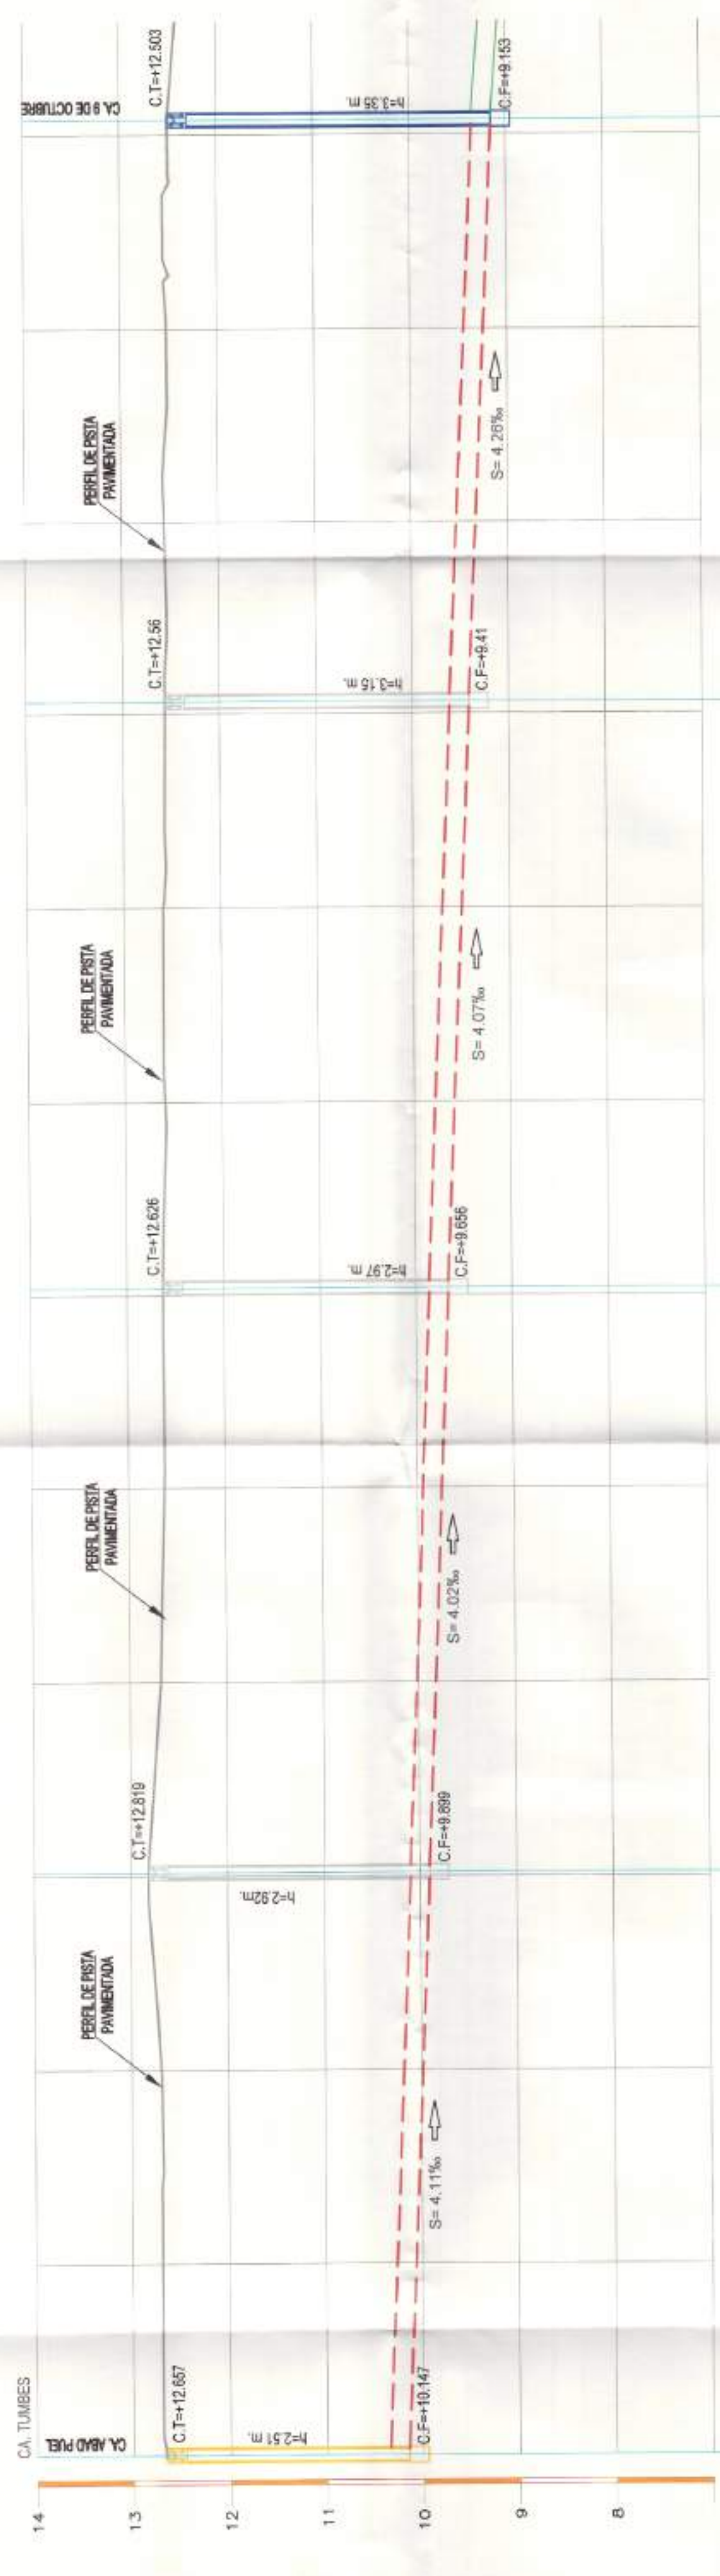 CA. TUMBES
CA. ABAD PUEL
C.T=+12.657
h=2.51 m.
C.F=+10.147
PERFIL DE PISTA
PAVIMENTADA
S= 4.11‰
C.T=+12.819
h=2.92m.
C.F=+9.899
PERFIL DE PISTA
PAVIMENTADA
S= 4.02‰
C.T=+12.626
h=2.97 m.
C.F=+9.656
PERFIL DE PISTA
PAVIMENTADA
S= 4.07‰
C.T=+12.56
h=3.15 m.
C.F=+9.41
PERFIL DE PISTA
PAVIMENTADA
S= 4.26‰
CA. 9 DE OCTUBRE
C.T=+12.503
h=3.35 m.
C.F=+9.153
14
13
12
11
10
9
8